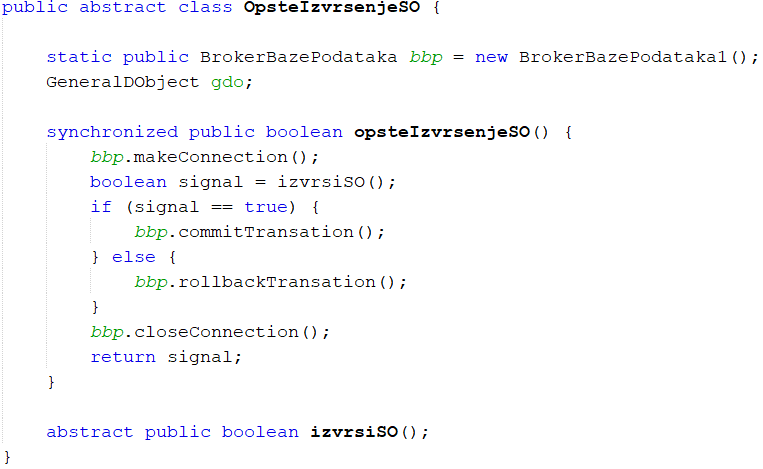 public abstract class OpsteIzvrsenjeSO {
static public BrokerBazePodataka bbp = new BrokerBazePodataka1();
GeneralDObject gdo;
synchronized public boolean opsteIzvrsenjeSO() {
bbp.makeConnection();
boolean signal = izvrsiSO();
if (signal == true) {
bbp.commitTransation();
} else {
bbp.rollbackTransation();
}
bbp.closeConnection();
return signal;
}
abstract public boolean izvrsiSO();
}